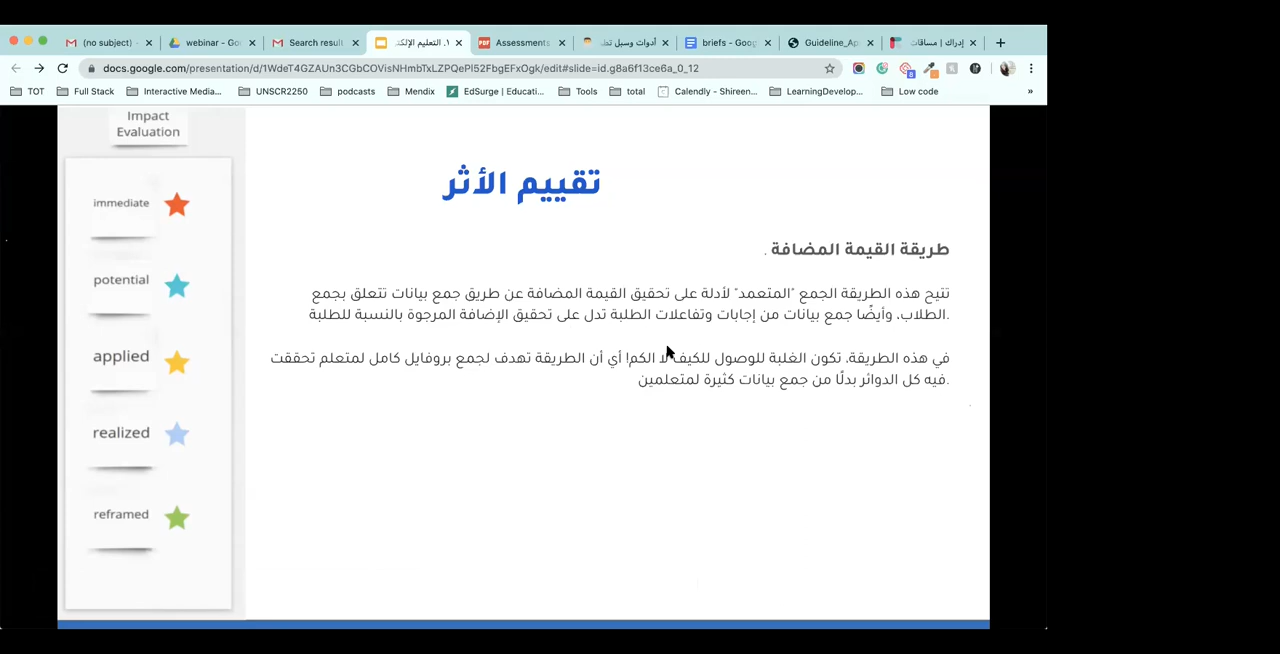 (no subject) -
webinar - Go
Search result
١. التعليم الإلكت
Assessments
أدوات وسبل تط
briefs - Goog
Guideline_Ap
إدراك | مساقات
docs.google.com/presentation/d/1WdeT4GZAUn3CGbCOVisNHmbTxLZPQePl52FbgEFxOgk/edit#slide=id.g8a6f13ce6a_0_12
TOT
Full Stack
Interactive Media...
UNSCR2250
podcasts
Mendix
EdSurge | Educati...
Tools
total
Calendly - Shireen...
LearningDevelop...
Low code
»
Impact
Evaluation
immediate
potential
applied
realized
reframed
تقييم الأثر
طريقة القيمة المضافة .
تتيح هذه الطريقة الجمع "المتعمد" لأدلة على تحقيق القيمة المضافة عن طريق جمع بيانات تتعلق بجمع
.الطلاب، وأيضًا جمع بيانات من إجابات وتفاعلات الطلبة تدل على تحقيق الإضافة المرجوة بالنسبة للطلبة
في هذه الطريقة، تكون الغلبة للوصول للكيف لا الكم! أي أن الطريقة تهدف لجمع بروفايل كامل لمتعلم تحققت
.فيه كل الدوائر بدلًا من جمع بيانات كثيرة لمتعلمين